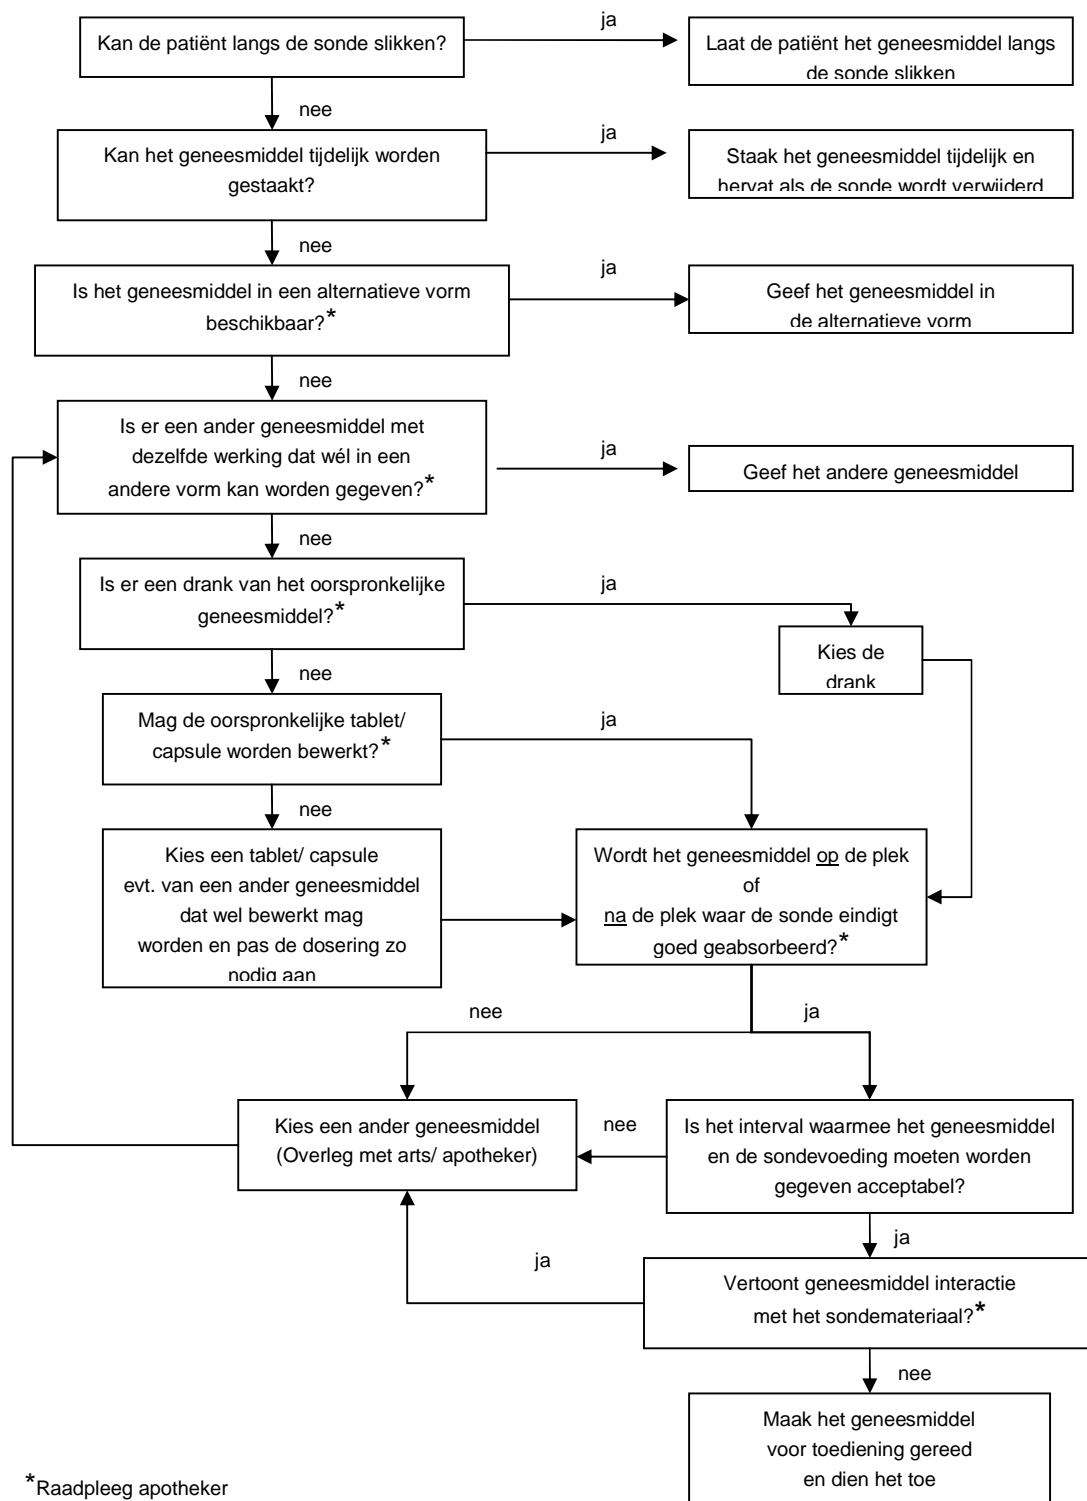 Kan de patiënt langs de sonde slikken?
ja
Laat de patiënt het geneesmiddel langs
de sonde slikken
nee
Kan het geneesmiddel tijdelijk worden
gestaakt?
ja
Staak het geneesmiddel tijdelijk en
hervat als de sonde wordt verwijderd
nee
Is het geneesmiddel in een alternatieve vorm
beschikbaar?*
ja
Geef het geneesmiddel in
de alternatieve vorm
nee
Is er een ander geneesmiddel met
dezelfde werking dat wél in een
andere vorm kan worden gegeven?*
ja
Geef het andere geneesmiddel
nee
Is er een drank van het oorspronkelijke
geneesmiddel?*
ja
Kies de
drank
nee
Mag de oorspronkelijke tablet/
capsule worden bewerkt?*
ja
nee
Kies een tablet/ capsule
evt. van een ander geneesmiddel
dat wel bewerkt mag
worden en pas de dosering zo
nodig aan
Wordt het geneesmiddel op de plek
of
na de plek waar de sonde eindigt
goed geabsorbeerd?*
nee
ja
Kies een ander geneesmiddel
(Overleg met arts/ apotheker)
nee
Is het interval waarmee het geneesmiddel
en de sondevoeding moeten worden
gegeven acceptabel?
ja
ja
Vertoont geneesmiddel interactie
met het sondemateriaal?*
nee
Maak het geneesmiddel
voor toediening gereed
en dien het toe
*Raadpleeg apotheker